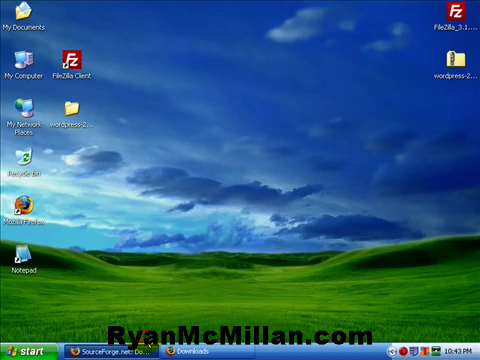 My Documents
FileZilla_3.1....
My Computer
FileZilla Client
wordpress-2...
My Network
Places
wordpress-2...
Recycle Bin
Mozilla Firefox
Notepad
RyanMcMillan.com
start
SourceForge.net: Do...
Downloads
10:43 PM